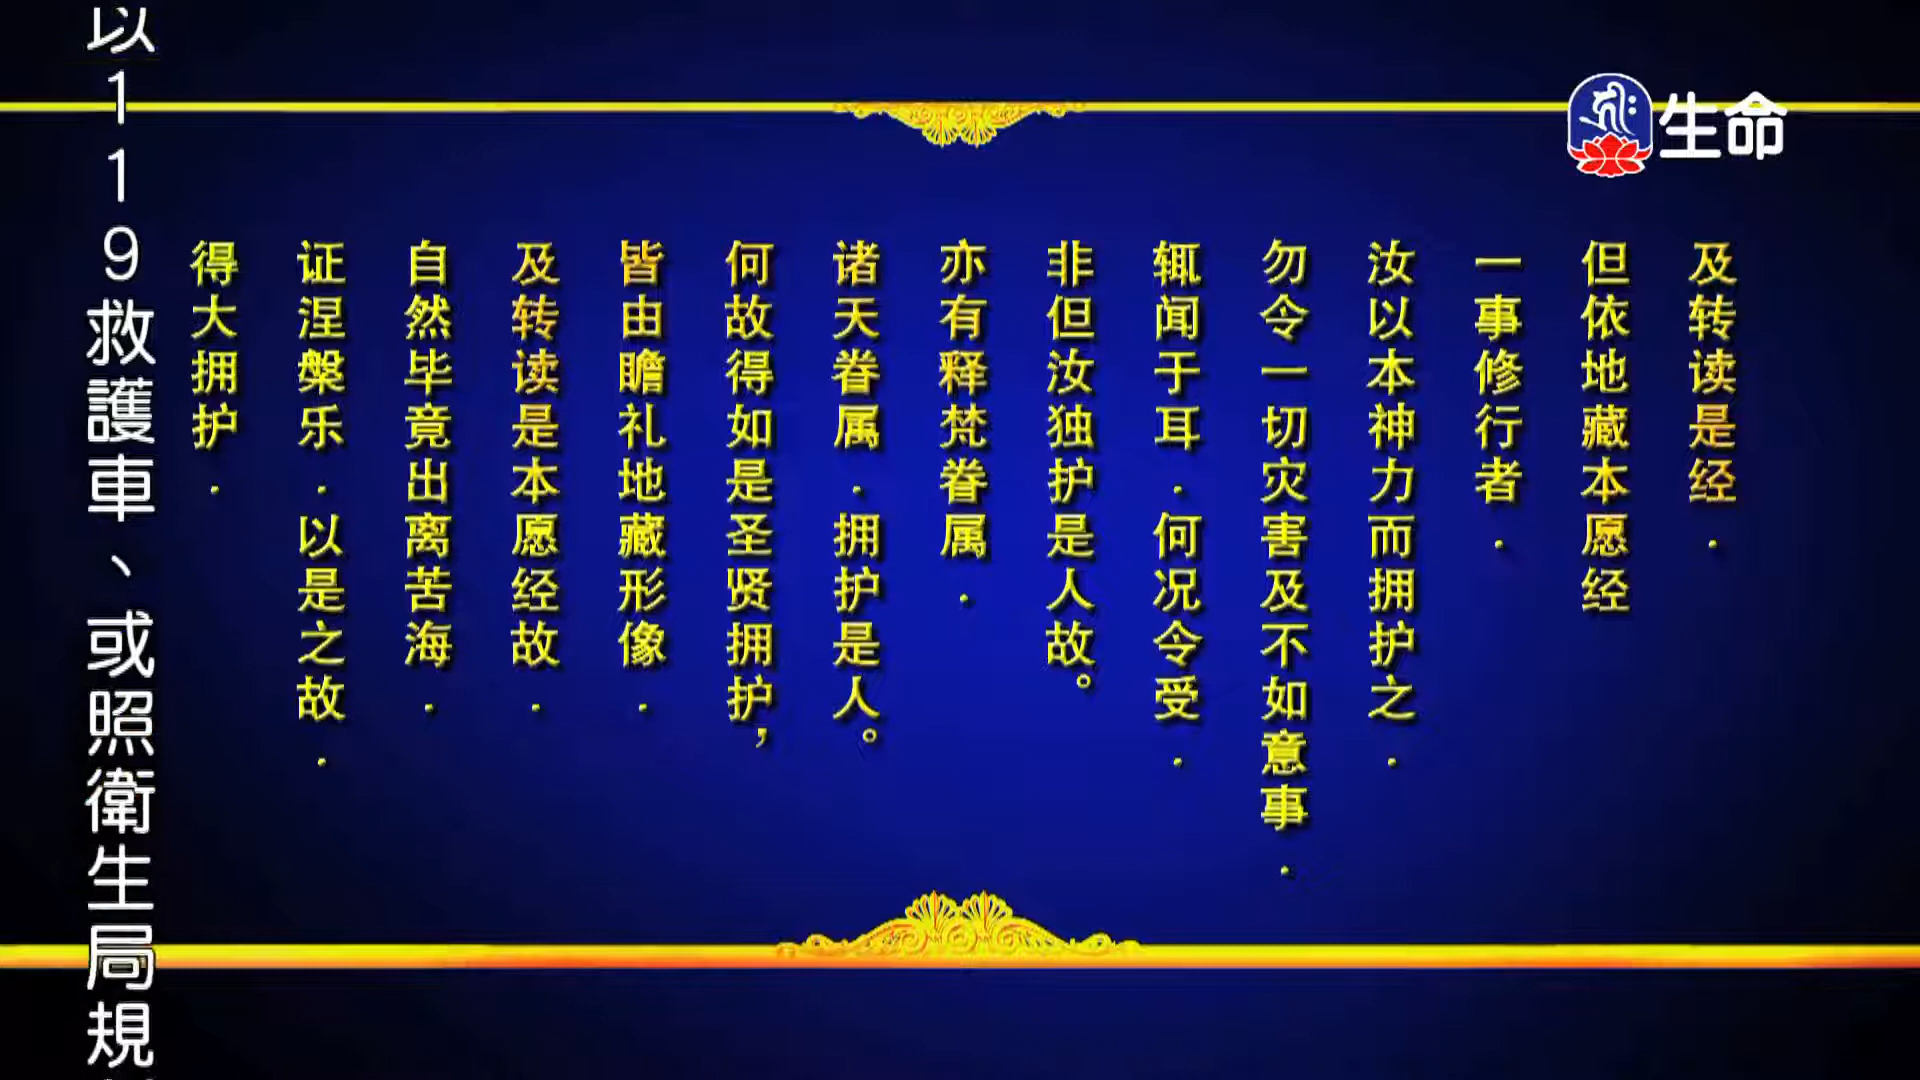 生命
及转读是经．
但依地藏本愿经
一事修行者．
汝以本神力而拥护之．
勿令一切灾害及不如意事．
辄闻于耳．何况令受．
非但汝独护是人故。
亦有释梵眷属．
诸天眷属．拥护是人。
何故得如是圣贤拥护，
皆由瞻礼地藏形像．
及转读是本愿经故．
自然毕竟出离苦海．
证涅槃乐．以是之故．
得大拥护．
以119救護車、或照衛生局規